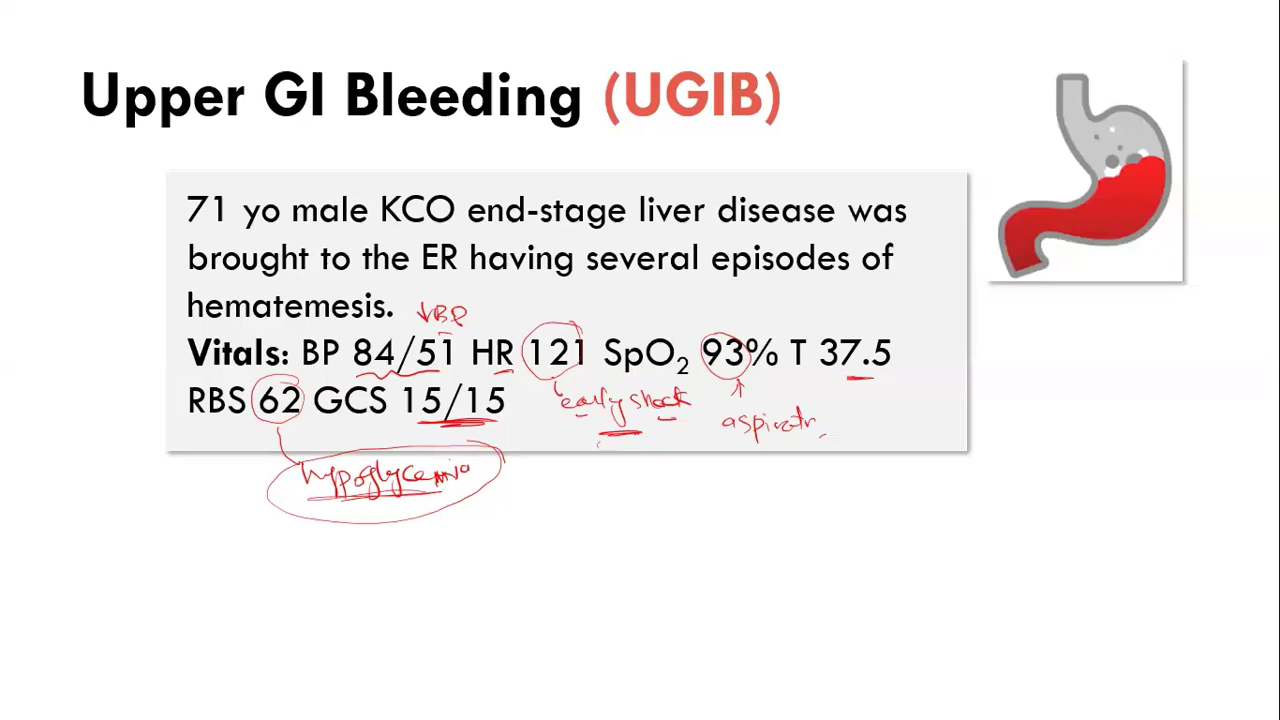 Upper GI Bleeding (UGIB)
71 yo male KCO end-stage liver disease was
brought to the ER having several episodes of
hematemesis.
↓BP
Vitals: BP 84/51 HR 121 SpO₂ 93% T 37.5
RBS 62 GCS 15/15
early shock
aspiratn
hypoglycemia